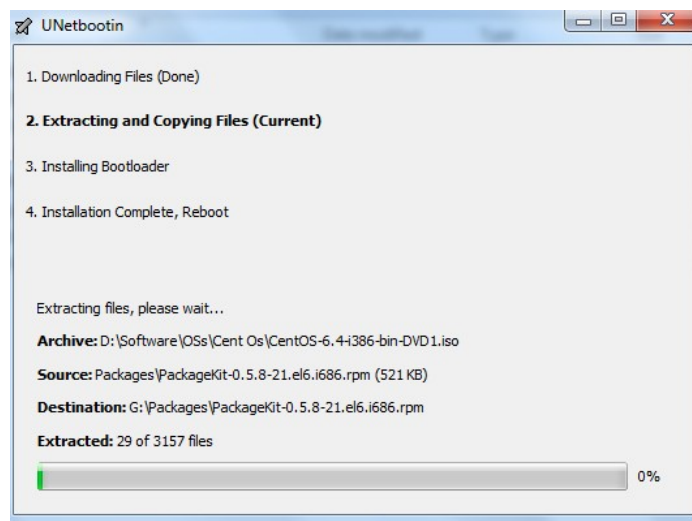 UNetbootin
1. Downloading Files (Done)
2. Extracting and Copying Files (Current)
3. Installing Bootloader
4. Installation Complete, Reboot
Extracting files, please wait...
Archive: D:\Software\OSs\Cent Os\CentOS-6.4-i386-bin-DVD1.iso
Source: Packages\PackageKit-0.5.8-21.el6.i686.rpm (521 KB)
Destination: G:\Packages\PackageKit-0.5.8-21.el6.i686.rpm
Extracted: 29 of 3157 files
0%